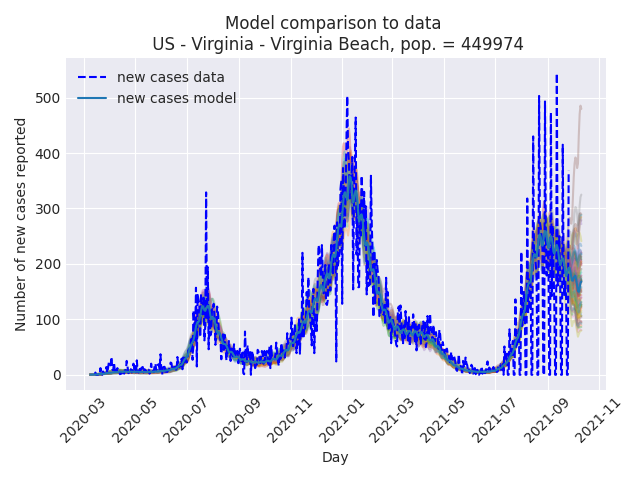 Model comparison to data
US - Virginia - Virginia Beach, pop. = 449974
new cases data
new cases model
Number of new cases reported
500
400
300
200
100
0
2020-03
2020-05
2020-07
2020-09
2020-11
2021-01
2021-03
2021-05
2021-07
2021-09
2021-11
Day